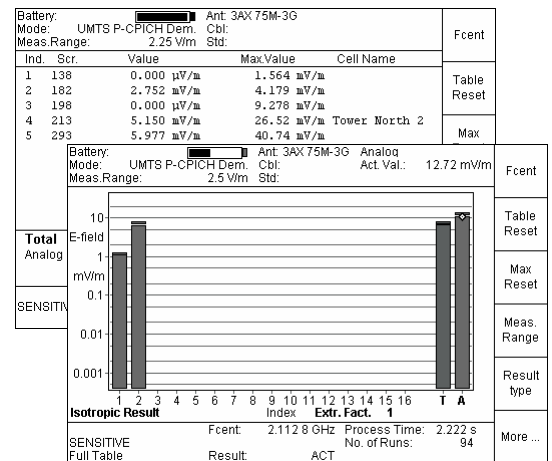 Battery: Ant: 3AX 75M-3G
Mode: UMTS P-CPICH Dem. Cbl:
Meas.Range: 2.25 V/m Std:
Fcent
Ind. Scr. Value Max.Value Cell Name
1 138 0.000 µV/m 1.564 mV/m
2 182 2.752 mV/m 4.179 mV/m
3 198 0.000 µV/m 9.278 mV/m
4 213 5.150 mV/m 26.52 mV/m Tower North 2
5 293 5.977 mV/m 40.74 mV/m
Table
Reset
Max
Total
Analog
SENSITIV
Battery: Ant: 3AX 75M-3G Analog
Mode: UMTS P-CPICH Dem. Cbl: Act. Val.: 12.72 mV/m
Meas.Range: 2.5 V/m Std:
Fcent
Table
Reset
Max
Reset
Meas.
Range
Result
type
More ...
10
E-field
1
mV/m
0.1
0.01
0.001
1 2 3 4 5 6 7 8 9 10 11 12 13 14 15 16 T A
Isotropic Result Index Extr. Fact. 1
Fcent: 2.112 8 GHz Process Time: 2.222 s
SENSITIVE No. of Runs: 94
Full Table Result: ACT